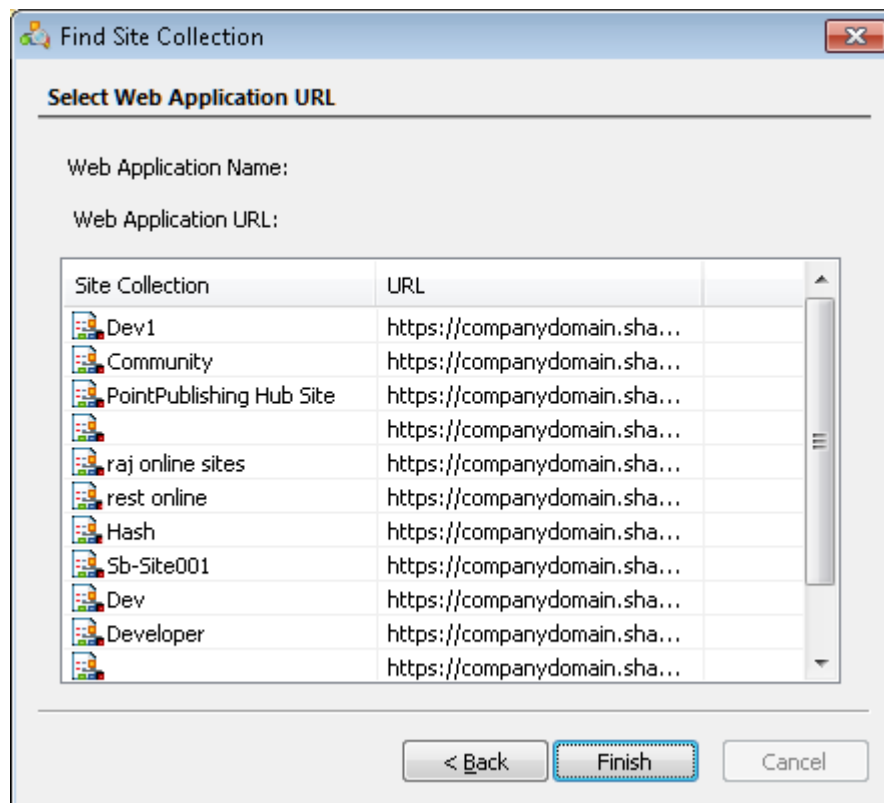 Find Site Collection
Select Web Application URL
Web Application Name:
Web Application URL:
Site Collection URL
Dev1 https://companydomain.sha...
Community https://companydomain.sha...
PointPublishing Hub Site https://companydomain.sha...
https://companydomain.sha...
raj online sites https://companydomain.sha...
rest online https://companydomain.sha...
Hash https://companydomain.sha...
Sb-Site001 https://companydomain.sha...
Dev https://companydomain.sha...
Developer https://companydomain.sha...
https://companydomain.sha...
< Back Finish Cancel